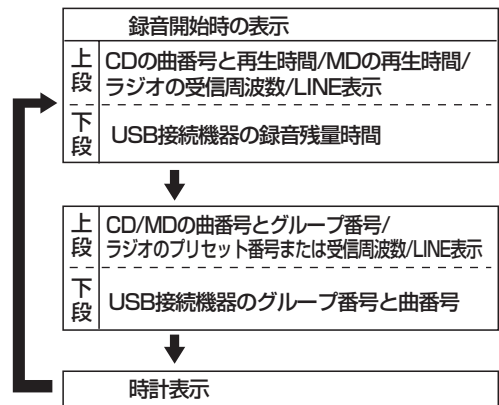 録音開始時の表示
上段
CDの曲番号と再生時間/MDの再生時間/
ラジオの受信周波数/LINE表示
下段
USB接続機器の録音残量時間
上段
CD/MDの曲番号とグループ番号/
ラジオのプリセット番号または受信周波数/LINE表示
下段
USB接続機器のグループ番号と曲番号
時計表示